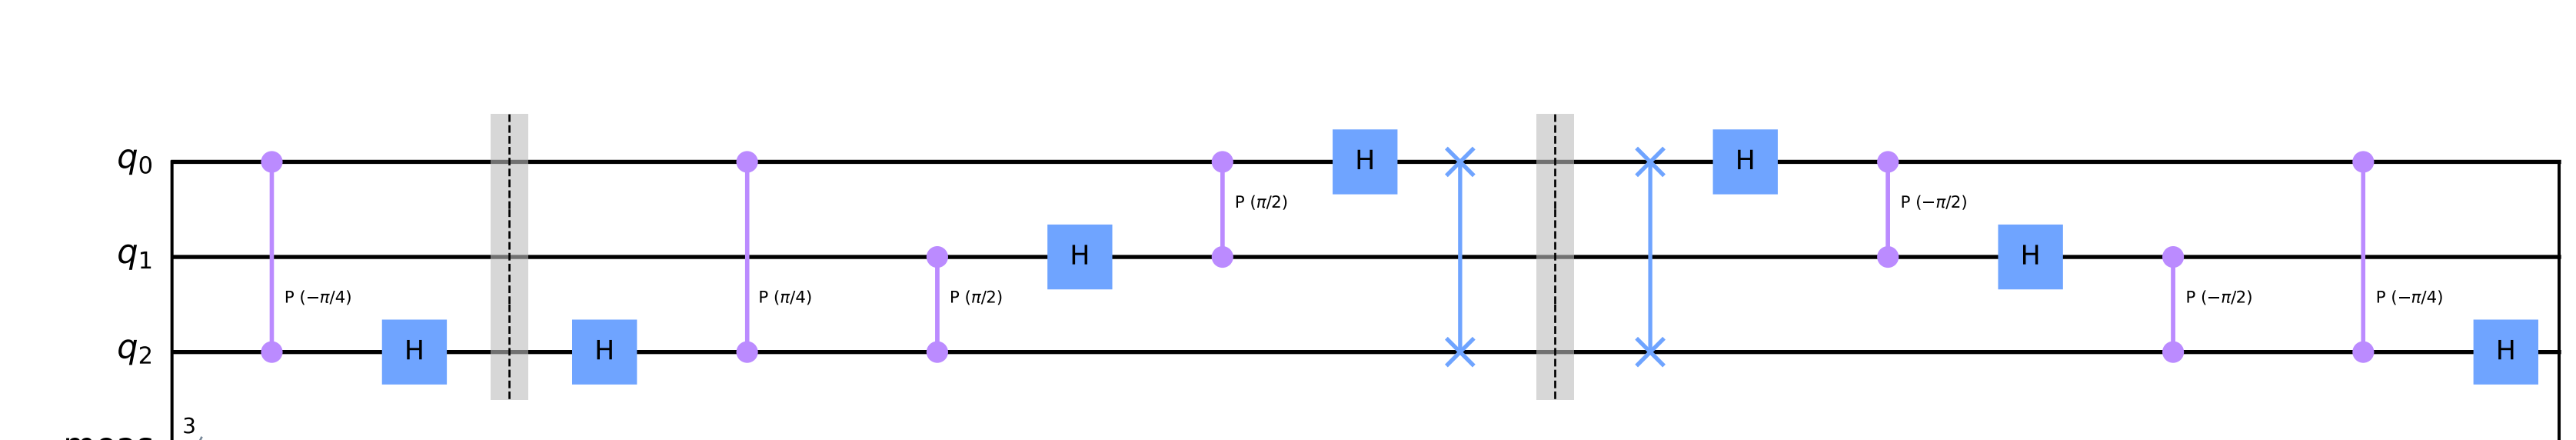 H H
q0 P (π/2) P (−π/2)
q1 H H
P (−π/4) P (π/4) P (π/2) P (−π/2) P (−π/4)
q2 H H H
3